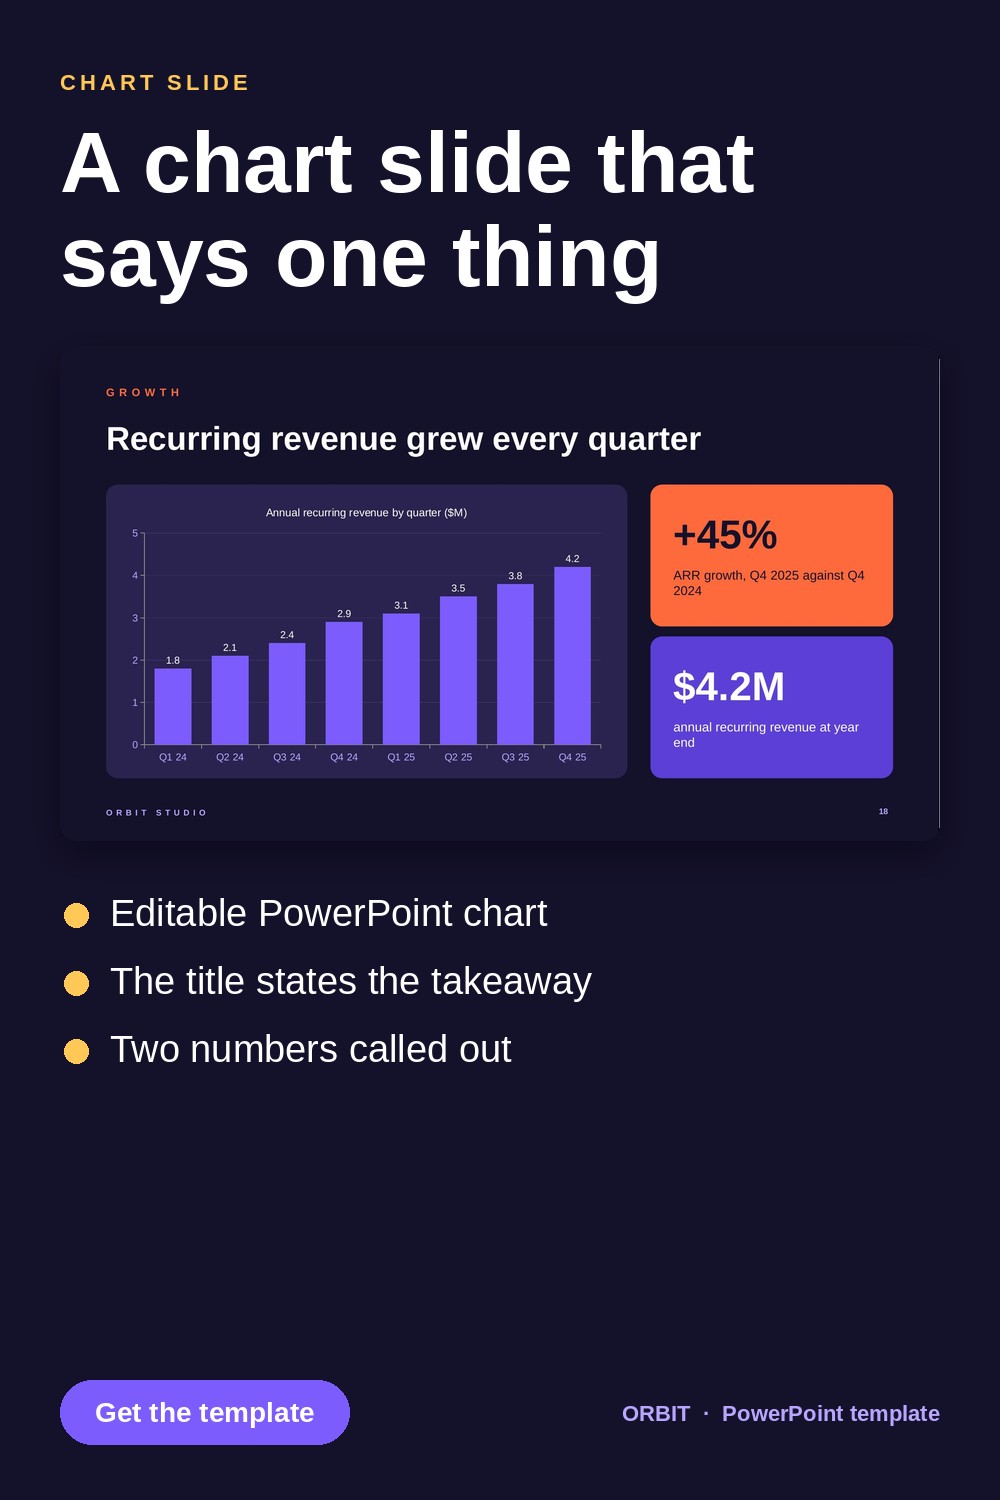 CHART SLIDE
A chart slide that
says one thing
GROWTH
Recurring revenue grew every quarter
Annual recurring revenue by quarter ($M)
5
4
3
2
1
0
1.8
2.1
2.4
2.9
3.1
3.5
3.8
4.2
Q1 24
Q2 24
Q3 24
Q4 24
Q1 25
Q2 25
Q3 25
Q4 25
+45%
ARR growth, Q4 2025 against Q4
2024
$4.2M
annual recurring revenue at year
end
ORBIT STUDIO
18
Editable PowerPoint chart
The title states the takeaway
Two numbers called out
Get the template
ORBIT · PowerPoint template